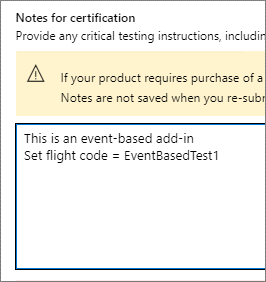 Notes for certification
Provide any critical testing instructions, includin
If your product requires purchase of a
Notes are not saved when you re-subn
This is an event-based add-in
Set flight code = EventBasedTest1